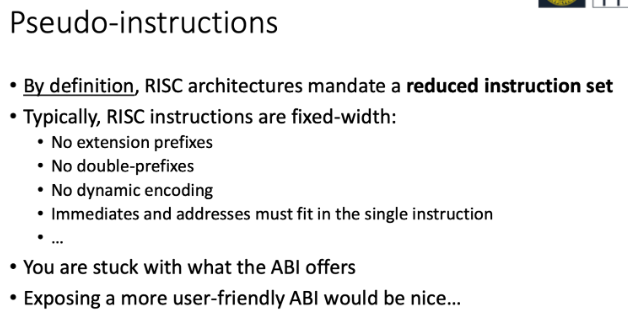 Pseudo-instructions
• By definition, RISC architectures mandate a reduced instruction set
• Typically, RISC instructions are fixed-width:
• No extension prefixes
• No double-prefixes
• No dynamic encoding
• Immediates and addresses must fit in the single instruction
• ...
• You are stuck with what the ABI offers
• Exposing a more user-friendly ABI would be nice...